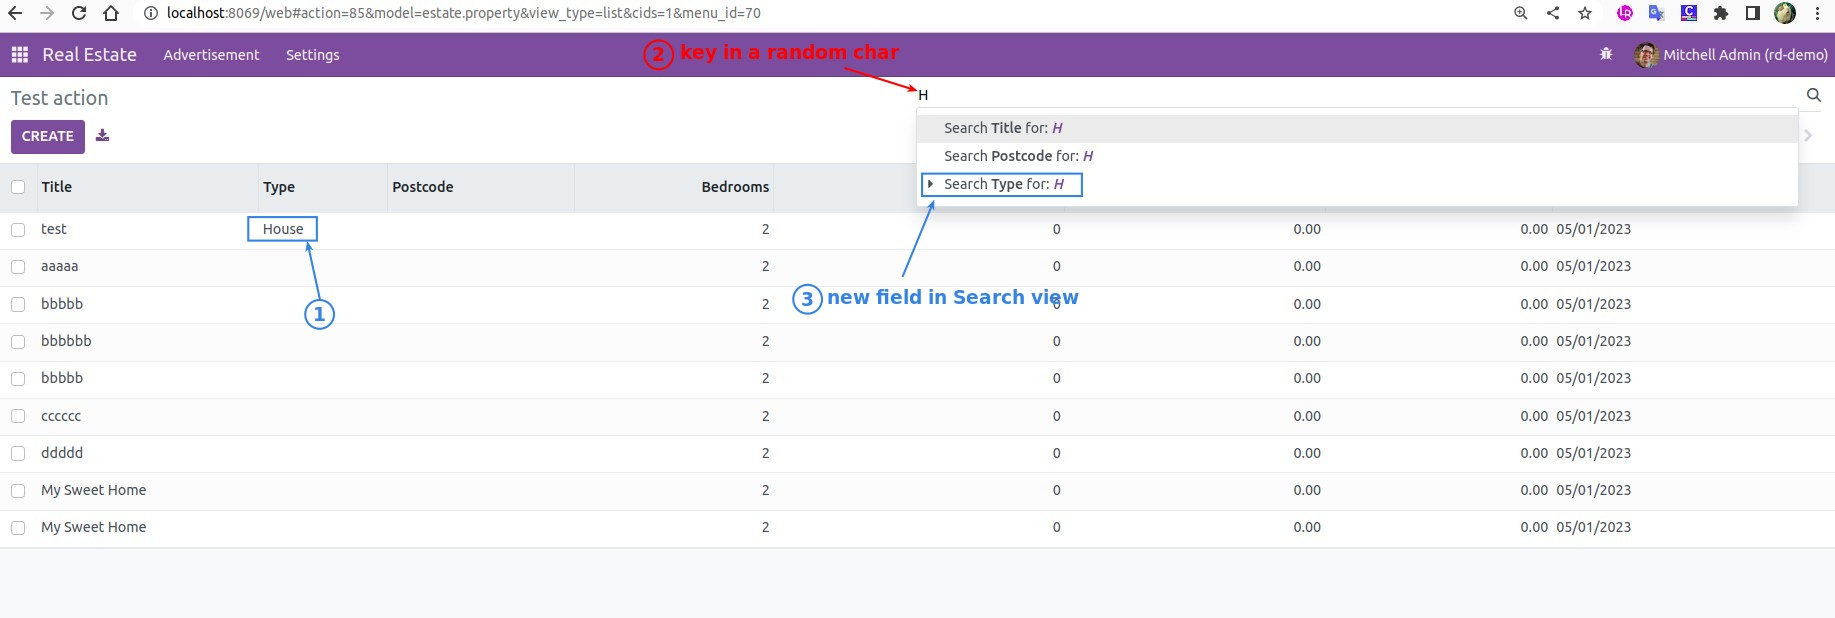 localhost:8069/web#action=85&model=estate.property&view_type=list&cids=1&menu_id=70
Real Estate Advertisement Settings
2 key in a random char
Mitchell Admin (rd-demo)
Test action
H
CREATE
Search Title for: H
Search Postcode for: H
Search Type for: H
Title Type Postcode Bedrooms
test House 2 0 0.00 0.00 05/01/2023
aaaaa 2 0 0.00 0.00 05/01/2023
1
3 new field in Search view
bbbbb 2 0 0.00 0.00 05/01/2023
bbbbbb 2 0 0.00 0.00 05/01/2023
bbbbb 2 0 0.00 0.00 05/01/2023
cccccc 2 0 0.00 0.00 05/01/2023
ddddd 2 0 0.00 0.00 05/01/2023
My Sweet Home 2 0 0.00 0.00 05/01/2023
My Sweet Home 2 0 0.00 0.00 05/01/2023